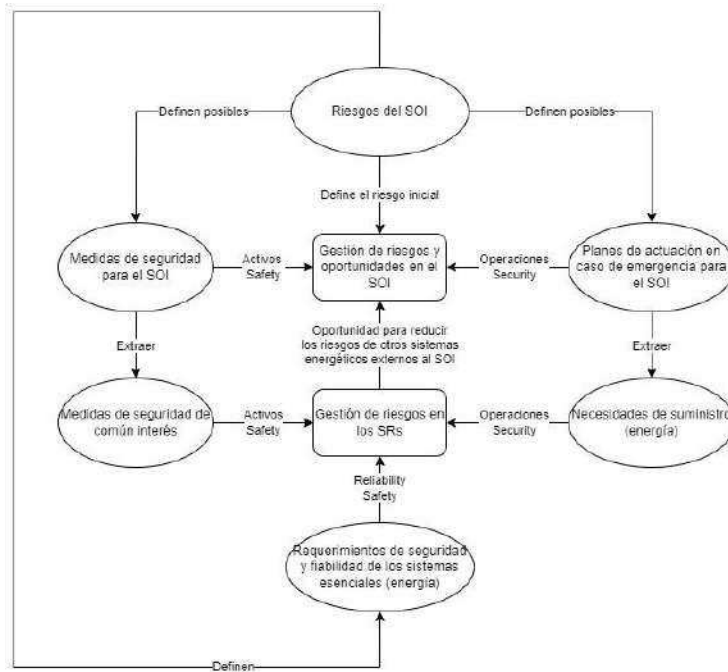 Riesgos del SOI
Definen posibles
Definen posibles
Define el riesgo inicial
Medidas de seguridad
para el SOI
Activos
Safety
Gestión de riesgos y
oportunidades en el
SOI
Operaciones
Security
Planes de actuación en
caso de emergencia para
el SOI
Extraer
Oportunidad para reducir
los riesgos de otros sistemas
energéticos externos al SOI
Extraer
Medidas de seguridad de
común interés
Activos
Safety
Gestión de riesgos en
los SRs
Operaciones
Security
Necesidades de suministro
(energía)
Reliability
Safety
Requerimientos de seguridad
y fiabilidad de los sistemas
esenciales (energía)
Definen